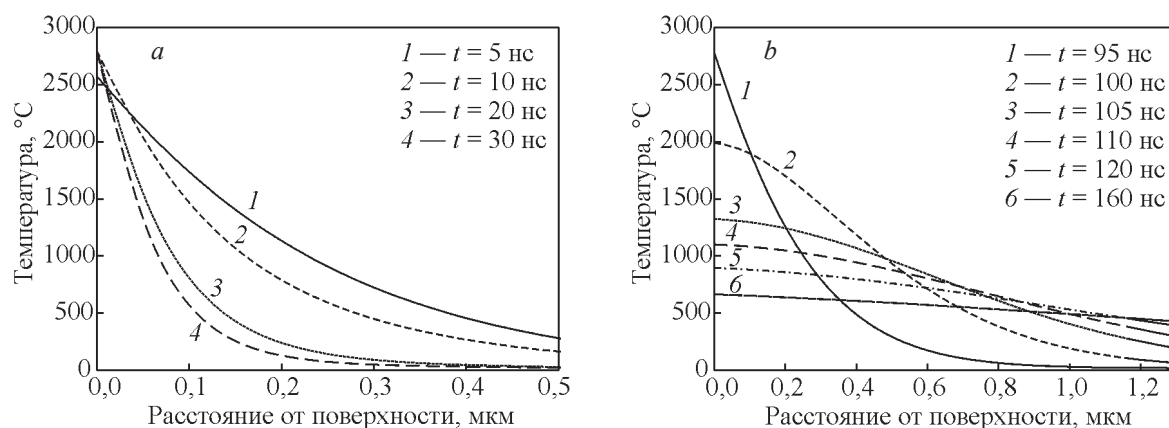 a
1 — t = 5 нс
2 — t = 10 нс
3 — t = 20 нс
4 — t = 30 нс
Температура, °C
3000
2500
2000
1500
1000
500
0
1
2
3
4
0,0 0,1 0,2 0,3 0,4 0,5
Расстояние от поверхности, мкм
b
1 — t = 95 нс
2 — t = 100 нс
3 — t = 105 нс
4 — t = 110 нс
5 — t = 120 нс
6 — t = 160 нс
Температура, °C
3000
2500
2000
1500
1000
500
0
1
2
3
4
5
6
0,0 0,2 0,4 0,6 0,8 1,0 1,2
Расстояние от поверхности, мкм